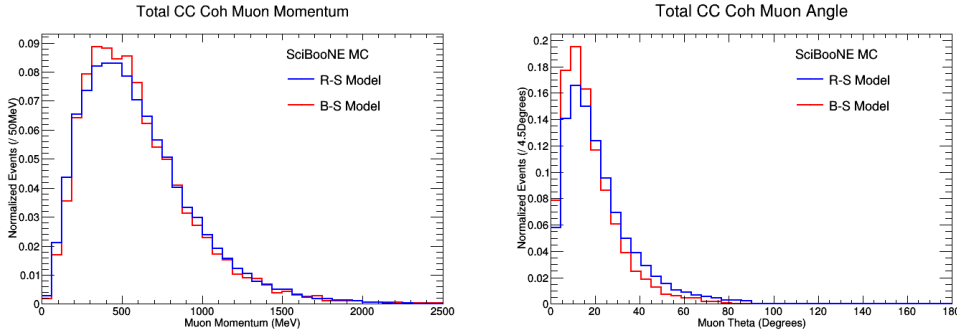 Total CC Coh Muon Momentum
Normalized Events (/ 50MeV)
0.09
0.08
0.07
0.06
0.05
0.04
0.03
0.02
0.01
0
SciBooNE MC
R-S Model
B-S Model
0 500 1000 1500 2000 2500
Muon Momentum (MeV)
Total CC Coh Muon Angle
Normalized Events (/ 4.5Degrees)
0.2
0.18
0.16
0.14
0.12
0.1
0.08
0.06
0.04
0.02
0
SciBooNE MC
R-S Model
B-S Model
0 20 40 60 80 100 120 140 160 180
Muon Theta (Degrees)